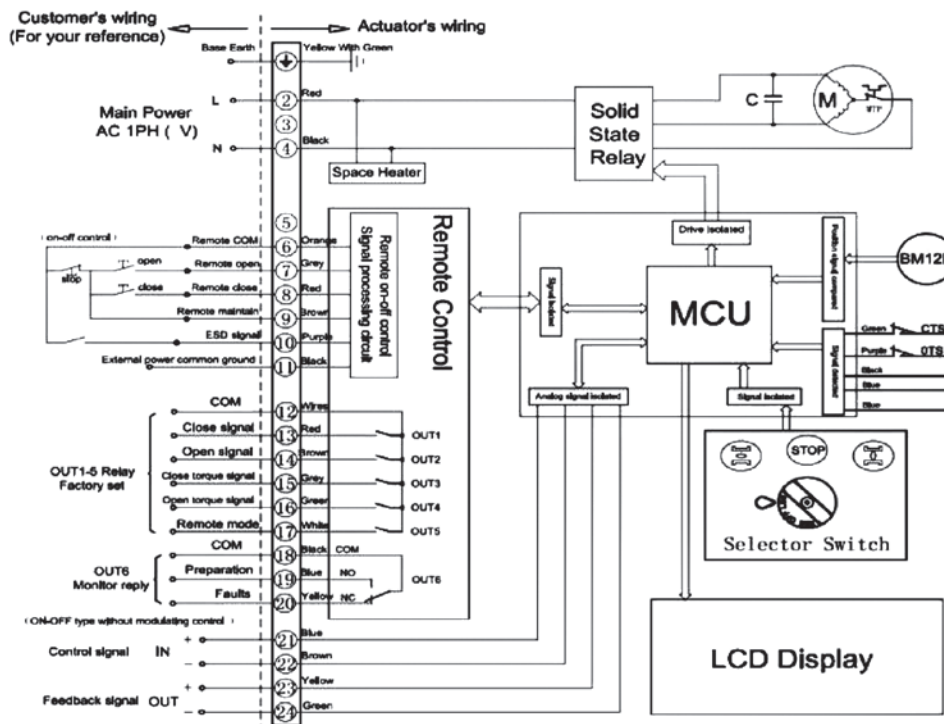 Customer's wiring
(For your reference)
Actuator's wiring
Base Earth
Yellow With Green
L
2
Red
Main Power
AC 1PH ( V)
3
N
4
Black
Space Heater
Solid
State
Relay
C
M
5
( on-off control )
Remote COM
6
Orange
stop
open
Remote open
7
Grey
close
Remote close
8
Red
Remote maintain
9
Brown
ESD signal
10
Purple
External power common ground
11
Black
Remote on-off control
Signal processing circuit
Remote Control
COM
12
Wires
Close signal
13
Red
OUT1
Open signal
14
Brown
OUT2
OUT1-5 Relay
Factory set
Close torque signal
15
Grey
OUT3
Open torque signal
16
Green
OUT4
Remote mode
17
White
OUT5
COM
18
Black
COM
OUT6
Monitor reply
Preparation
19
Blue
NO
OUT6
Faults
20
Yellow
NC
( ON-OFF type without modulating control )
+
21
Blue
Control signal
IN
−
22
Brown
+
23
Yellow
Feedback signal
OUT
−
24
Green
Drive isolated
Signal isolated
MCU
Position signal compared
BM12
Analog signal isolated
Signal isolated
Signal detected
Green
CTS
Purple
OTS
Black
Blue
Blue
STOP
Selector Switch
LCD Display